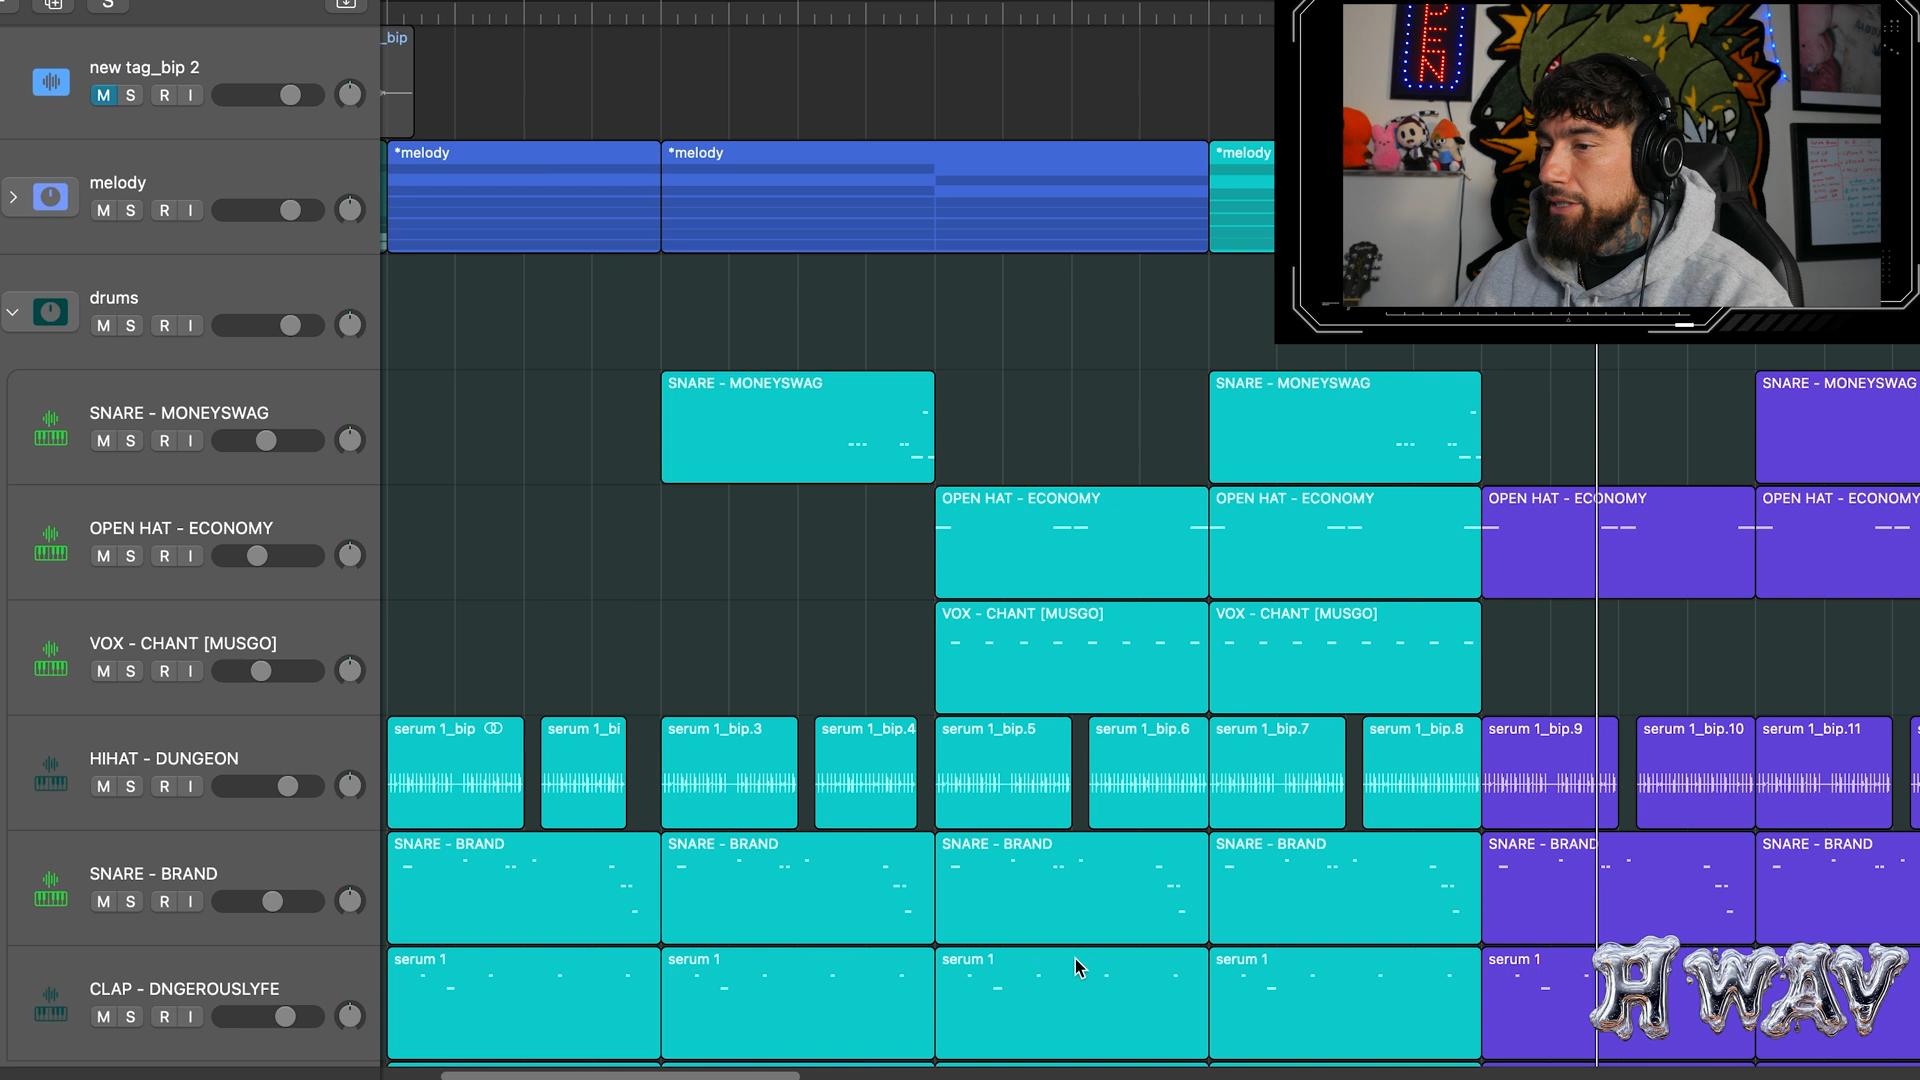 S
new tag_bip 2
M S R I
_bip
melody
M S R I
*melody
*melody
*melody
drums
M S R I
SNARE - MONEYSWAG
M S R I
SNARE - MONEYSWAG
SNARE - MONEYSWAG
SNARE - MONEYSWAG
OPEN HAT - ECONOMY
M S R I
OPEN HAT - ECONOMY
OPEN HAT - ECONOMY
OPEN HAT - ECONOMY
OPEN HAT - ECONOMY
VOX - CHANT [MUSGO]
M S R I
VOX - CHANT [MUSGO]
VOX - CHANT [MUSGO]
HIHAT - DUNGEON
M S R I
serum 1_bip
serum 1_bi
serum 1_bip.3
serum 1_bip.4
serum 1_bip.5
serum 1_bip.6
serum 1_bip.7
serum 1_bip.8
serum 1_bip.9
serum 1_bip.10
serum 1_bip.11
SNARE - BRAND
M S R I
SNARE - BRAND
SNARE - BRAND
SNARE - BRAND
SNARE - BRAND
SNARE - BRAND
SNARE - BRAND
CLAP - DNGEROUSLYFE
M S R I
serum 1
serum 1
serum 1
serum 1
serum 1
H WAV